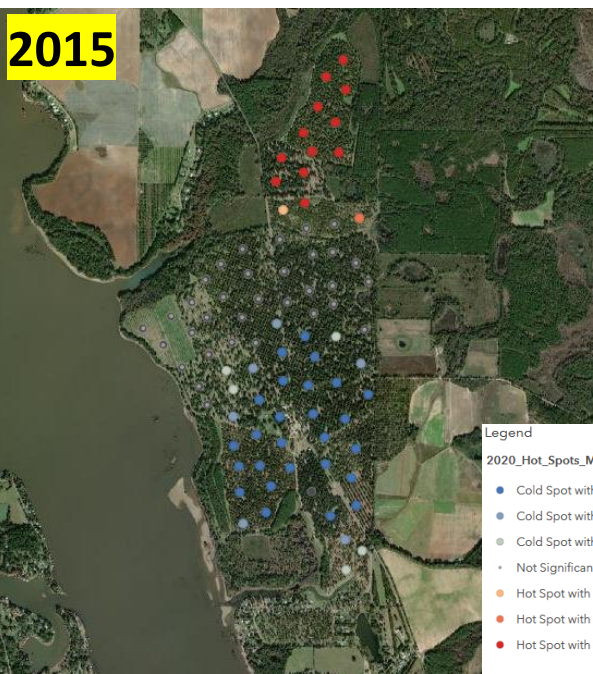 2015
Legend
2020_Hot_Spots_M
Cold Spot with
Cold Spot with
Cold Spot with
Not Significan
Hot Spot with
Hot Spot with
Hot Spot with